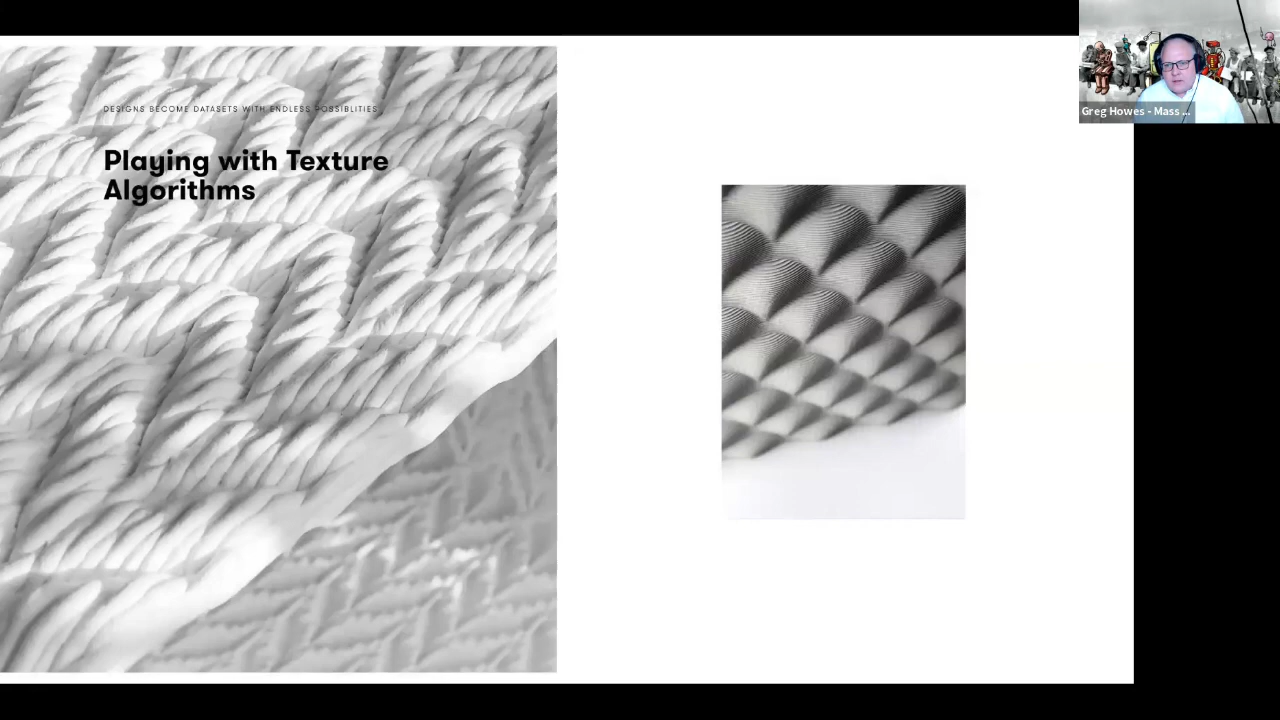 DESIGNS BECOME DATASETS WITH ENDLESS POSSIBLITIES
Playing with Texture
Algorithms
Greg Howes - Mass ...